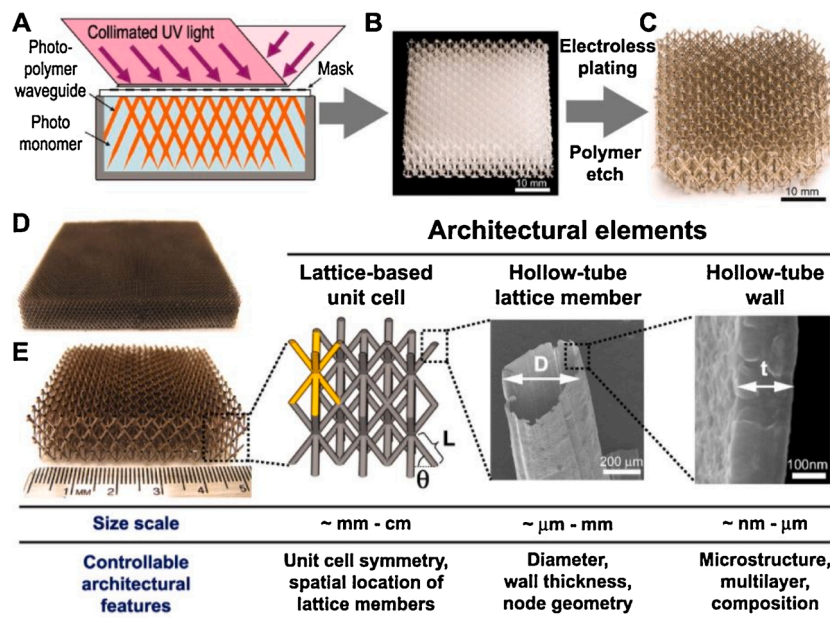 A
Collimated UV light
Photo-
polymer
waveguide
Mask
Photo
monomer
B
10 mm
Electroless
plating
Polymer
etch
C
10 mm
D
Architectural elements
Lattice-based
unit cell
Hollow-tube
lattice member
Hollow-tube
wall
E
L
θ
D
200 µm
t
100nm
1 MM 2 3 4 5
Size scale
~ mm - cm
~ µm - mm
~ nm - µm
Controllable
architectural
features
Unit cell symmetry,
spatial location of
lattice members
Diameter,
wall thickness,
node geometry
Microstructure,
multilayer,
composition